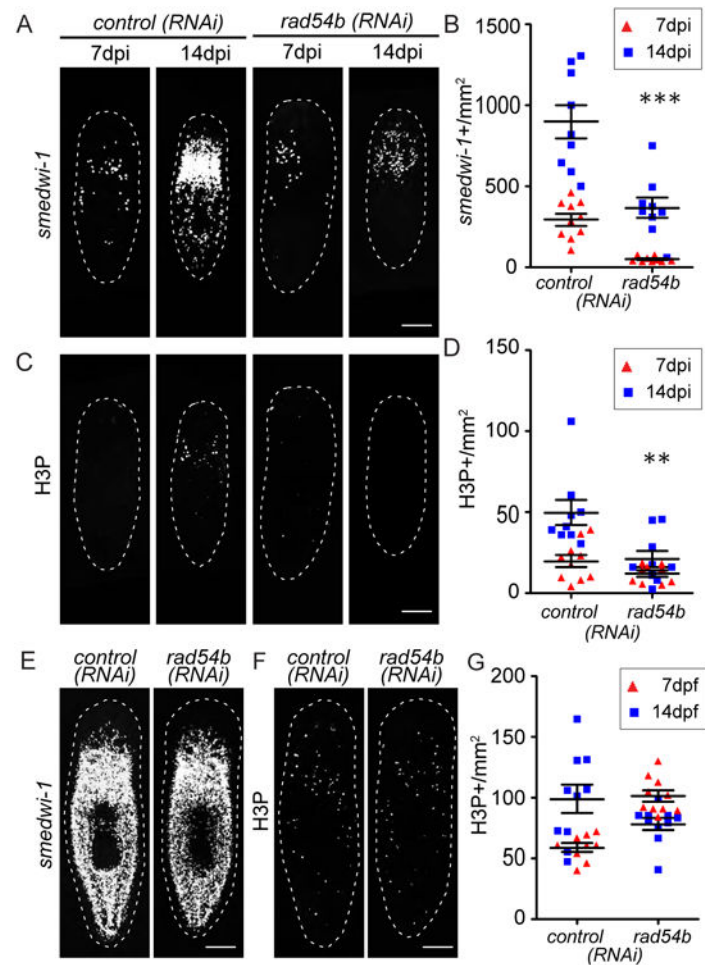 A
control (RNAi)
rad54b (RNAi)
7dpi
14dpi
7dpi
14dpi
smedwi-1
B
7dpi
14dpi
***
smedwi-1+/mm²
1500
1000
500
0
control
rad54b
(RNAi)
C
H3P
D
7dpi
14dpi
**
H3P+/mm²
150
100
50
0
control
rad54b
(RNAi)
E
control
(RNAi)
rad54b
(RNAi)
smedwi-1
F
control
(RNAi)
rad54b
(RNAi)
H3P
G
7dpf
14dpf
H3P+/mm²
200
150
100
50
0
control
rad54b
(RNAi)